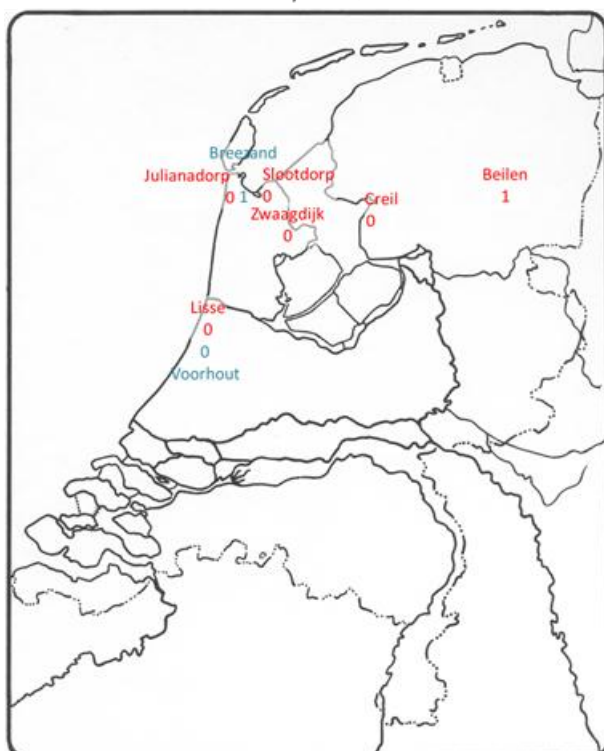 Breezand
Julianadorp Slootdorp Beilen
0 1 0 Creil 1
Zwaagdijk 0
0
Lisse
0
0
Voorhout